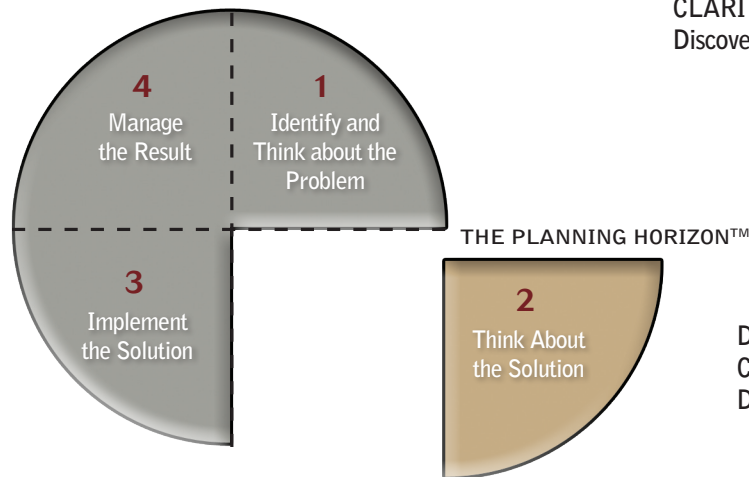 CLARI
Discove
4
Manage
the Result
1
Identify and
Think about the
Problem
THE PLANNING HORIZON™
3
Implement
the Solution
2
Think About
the Solution
D
C
D